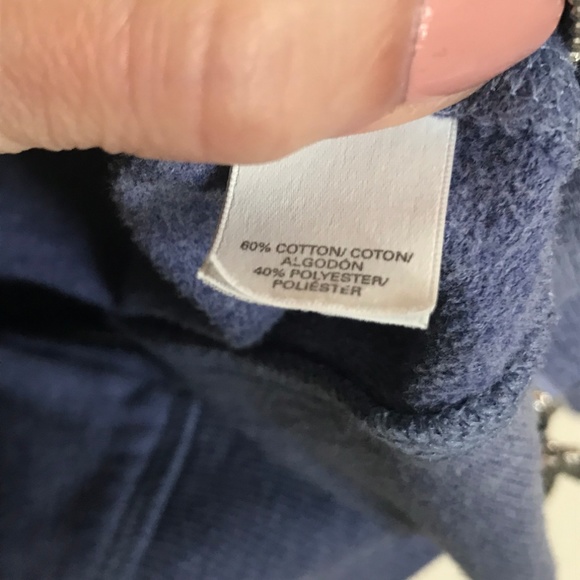 60% COTTON/ COTON/
ALGODÓN
40% POLYESTER/
POLIÉSTER